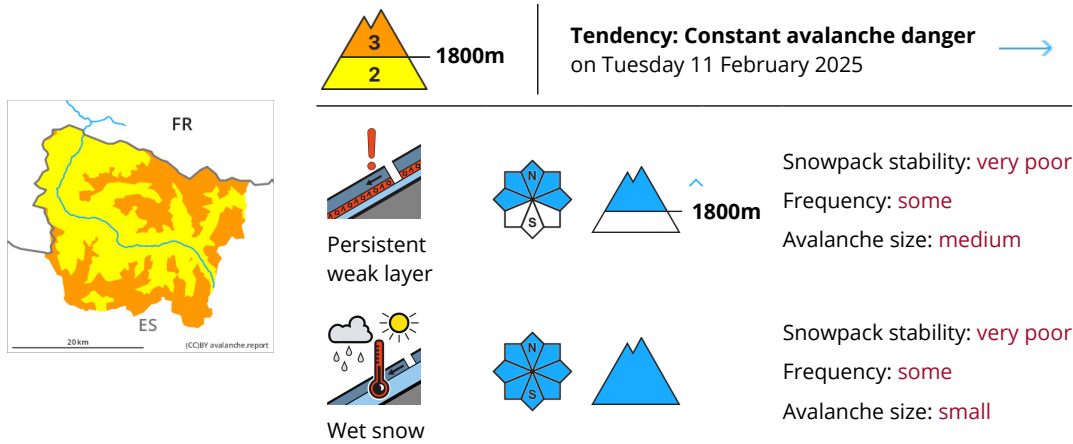 3
2
1800m
Tendency: Constant avalanche danger
on Tuesday 11 February 2025
FR
ES
20 km
(CC)BY avalanche.report
Persistent
weak layer
N
S
1800m
Snowpack stability: very poor
Frequency: some
Avalanche size: medium
Wet snow
N
S
Snowpack stability: very poor
Frequency: some
Avalanche size: small